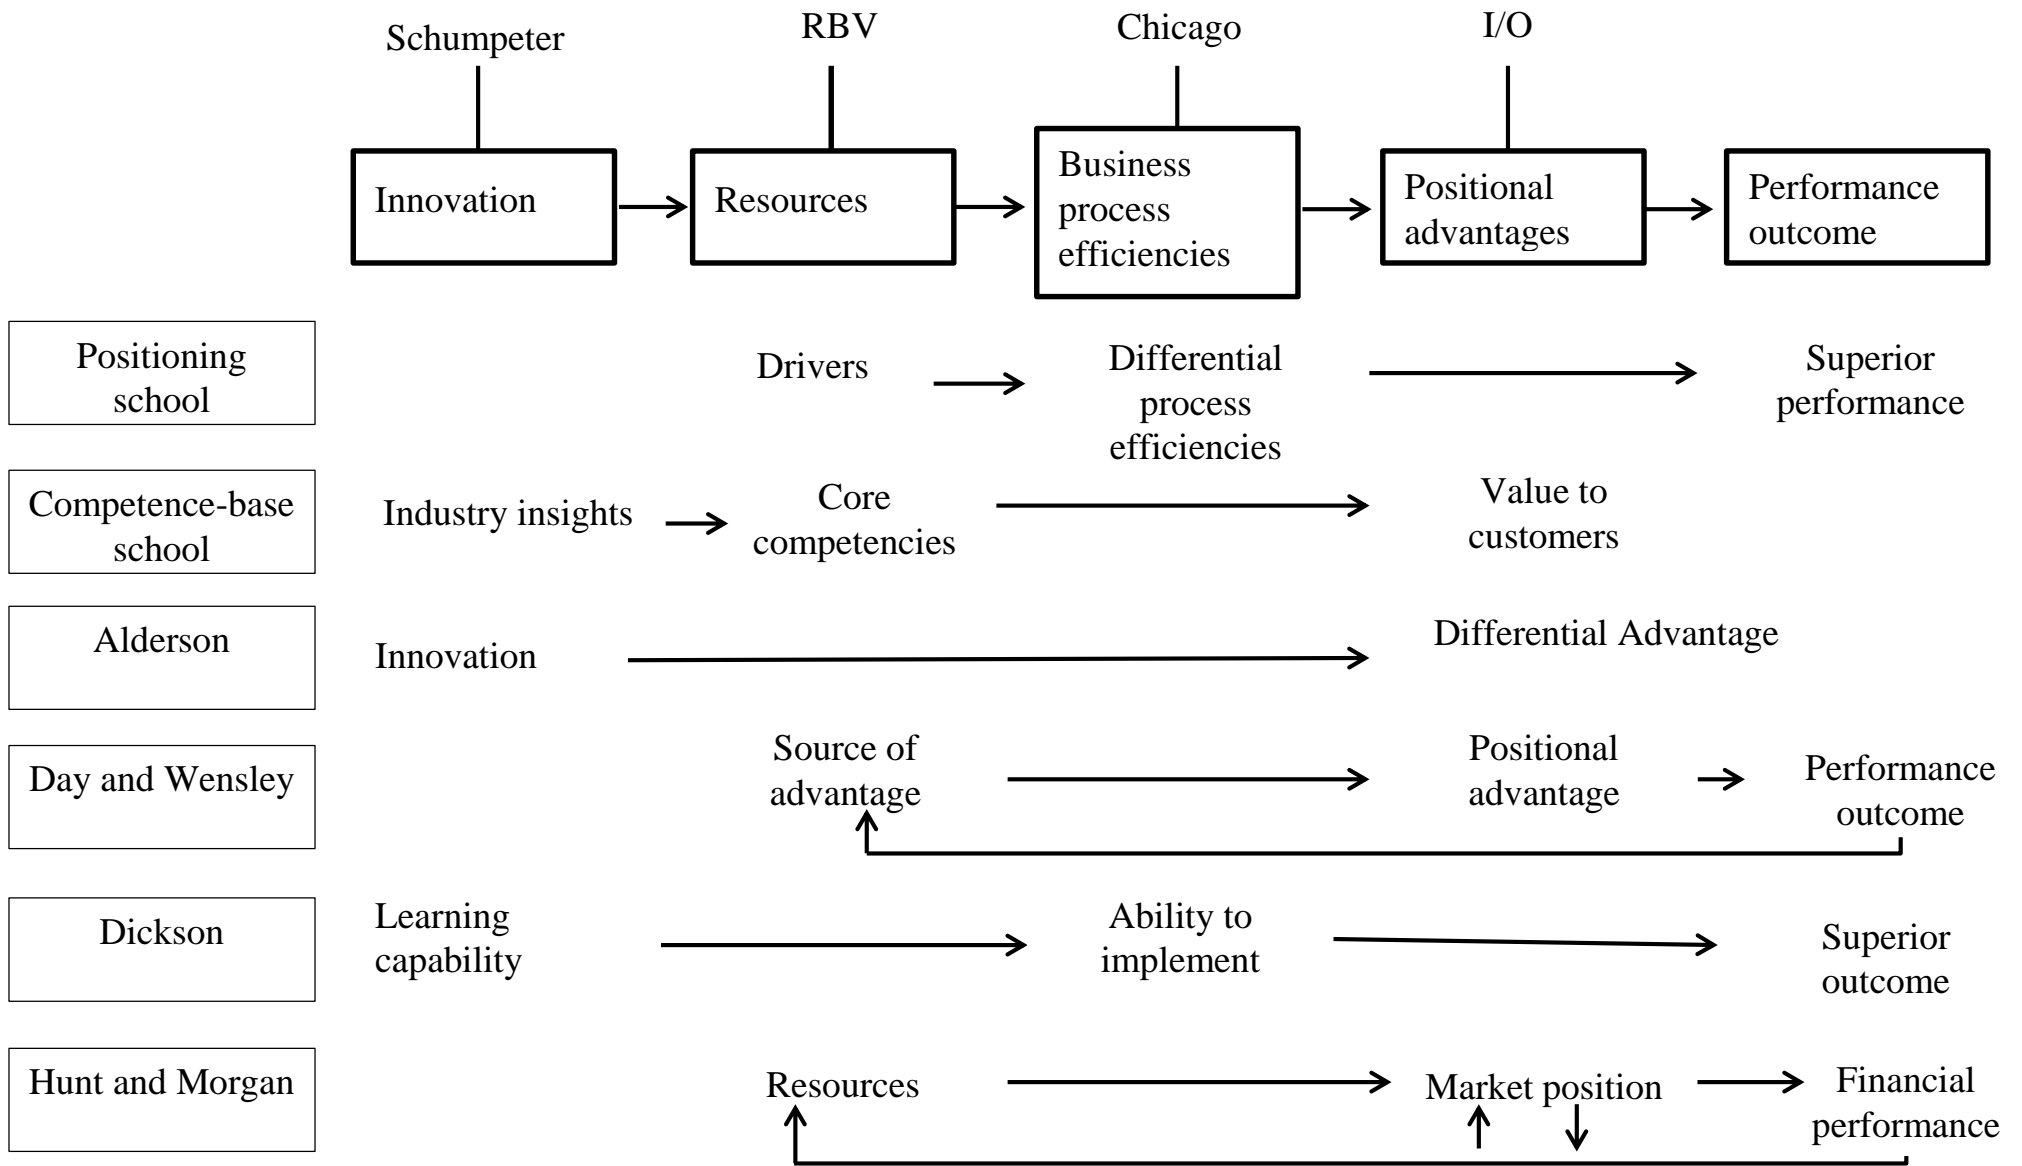 Schumpeter
RBV
Chicago
I/O
Innovation
Resources
Business
process
efficiencies
Positional
advantages
Performance
outcome
Positioning
school
Drivers
Differential
process
efficiencies
Superior
performance
Competence-base
school
Industry insights
Core
competencies
Value to
customers
Alderson
Innovation
Differential Advantage
Day and Wensley
Source of
advantage
Positional
advantage
Performance
outcome
Dickson
Learning
capability
Ability to
implement
Superior
outcome
Hunt and Morgan
Resources
Market position
Financial
performance